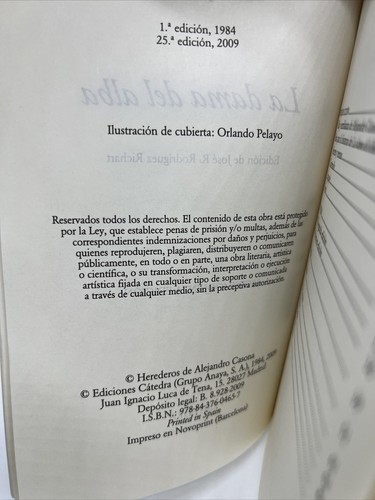 1.ª edición, 1984
25.ª edición, 2009
La dama del alba
Ilustración de cubierta: Orlando Pelayo
Edición de José R. Rodríguez Richart
Reservados todos los derechos. El contenido de esta obra está protegido
por la Ley, que establece penas de prisión y/o multas, además de las
correspondientes indemnizaciones por daños y perjuicios, para
quienes reprodujeren, plagiaren, distribuyeren o comunicaren
públicamente, en todo o en parte, una obra literaria, artística
o científica, o su transformación, interpretación o ejecución
artística fijada en cualquier tipo de soporte o comunicada
a través de cualquier medio, sin la preceptiva autorización.
© Herederos de Alejandro Casona
© Ediciones Cátedra (Grupo Anaya, S. A.), 1984, 2009
Juan Ignacio Luca de Tena, 15. 28027 Madrid
Depósito legal: B. 8.928-2009
I.S.B.N.: 978-84-376-0463-7
Printed in Spain
Impreso en Novoprint (Barcelona)